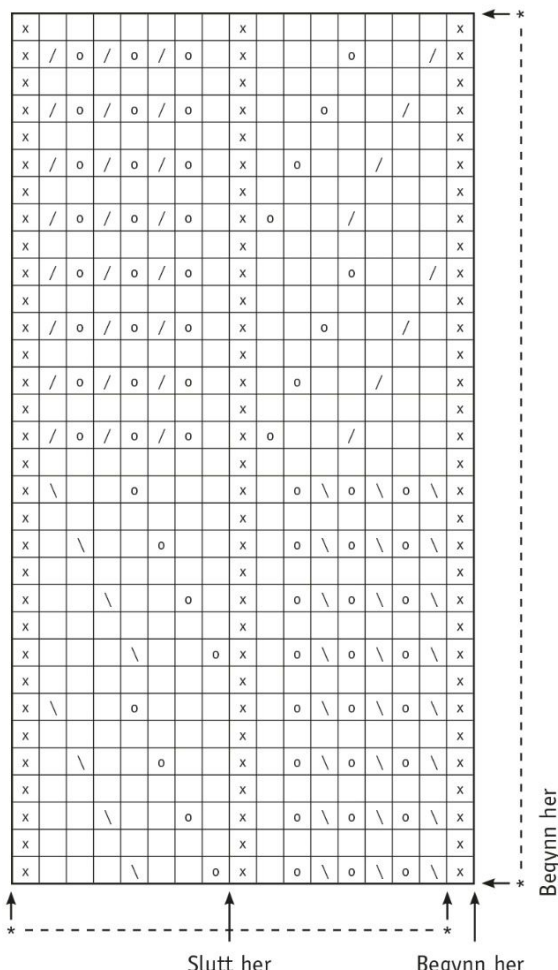 x x x *
x / o / o / o x o / x
x x x
x / o / o / o x o / x
x x x
x / o / o / o x o / x
x x x
x / o / o / o x o / x
x x x
x / o / o / o x o / x
x x x
x / o / o / o x o / x
x x x
x / o / o / o x o / x
x x x
x / o / o / o x o / x
x x x
x \ o x o \ o \ o \ x
x x x
x \ o x o \ o \ o \ x
x x x
x \ o x o \ o \ o \ x
x x x
x \ o x o \ o \ o \ x
x x x
x \ o x o \ o \ o \ x
x x x
x \ o x o \ o \ o \ x
x x x
x \ o x o \ o \ o \ x
x x x
x \ o x o \ o \ o \ x *
Begynn her
* *
Slutt her
Begynn her